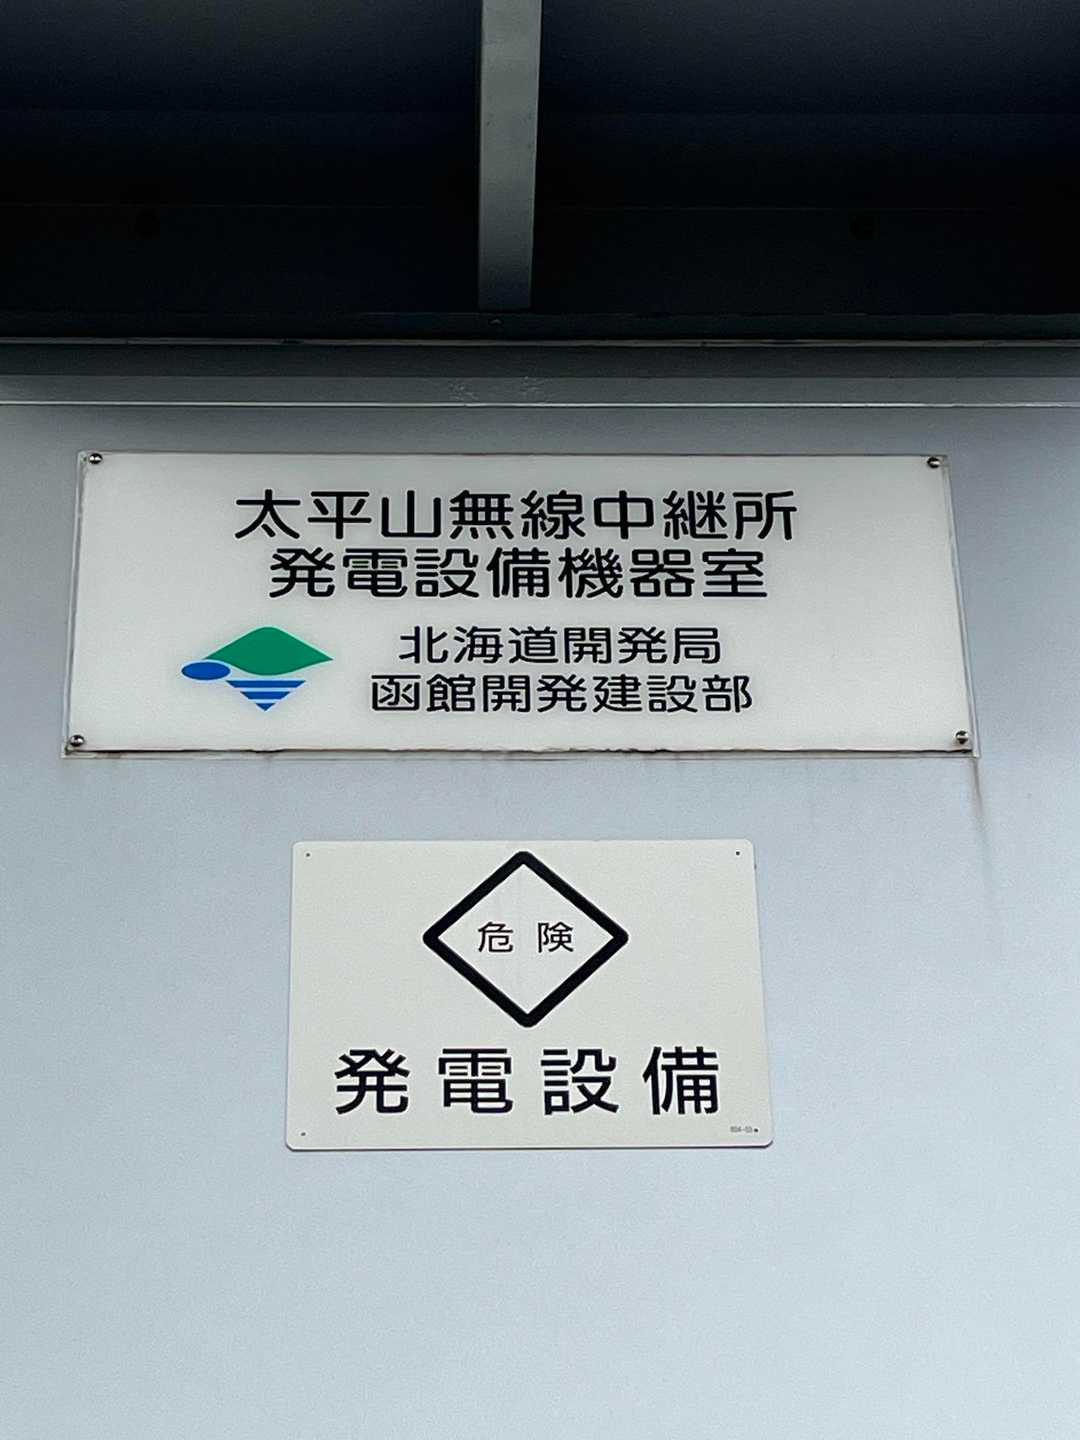 太平山無線中継所
発電設備機器室
北海道開発局
函館開発建設部
危険
発電設備